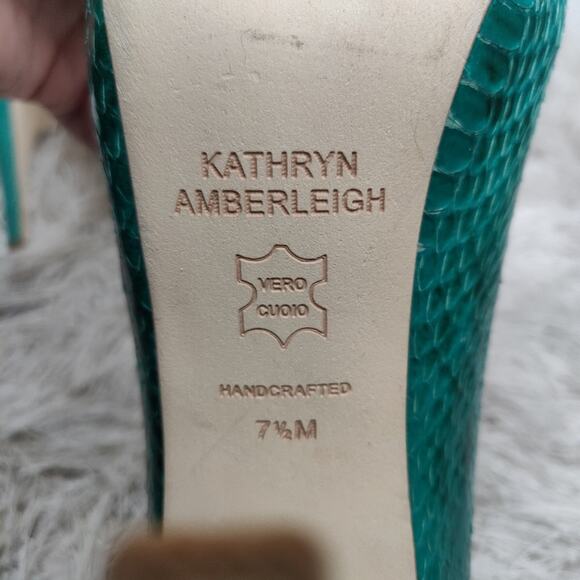 KATHRYN
AMBERLEIGH
VERO
CUOIO
HANDCRAFTED
7½M